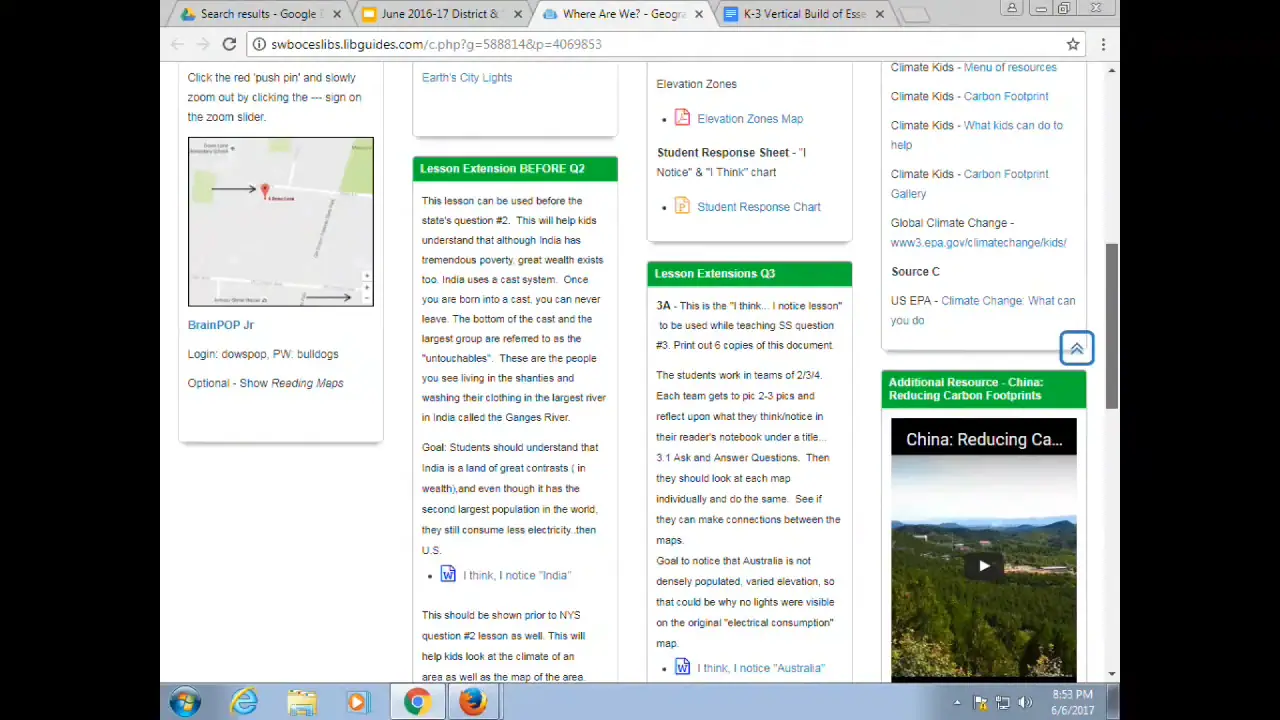 Search results - Google D
June 2016-17 District &
Where Are We? - Geogra
K-3 Vertical Build of Esse
swboceslibs.libguides.com/c.php?g=588814&p=4069853
Click the red 'push pin' and slowly
zoom out by clicking the --- sign on
the zoom slider.
BrainPOP Jr
Login: dowspop, PW. bulldogs
Optional - Show Reading Maps
Earth's City Lights
Lesson Extension BEFORE Q2
This lesson can be used before the
state's question #2. This will help kids
understand that although India has
tremendous poverty, great wealth exists
too. India uses a cast system. Once
you are born into a cast, you can never
leave. The bottom of the cast and the
largest group are referred to as the
"untouchables". These are the people
you see living in the shanties and
washing their clothing in the largest river
in India called the Ganges River.
Goal: Students should understand that
India is a land of great contrasts ( in
wealth),and even though it has the
second largest population in the world,
they still consume less electricity..then
U.S.
I think, I notice "India"
This should be shown prior to NYS
question #2 lesson as well. This will
help kids look at the climate of an
area as well as the map of the area.
Elevation Zones
Elevation Zones Map
Student Response Sheet - "I
Notice" & "I Think" chart
Student Response Chart
Lesson Extensions Q3
3A - This is the "I think... I notice lesson"
to be used while teaching SS question
#3. Print out 6 copies of this document.
The students work in teams of 2/3/4.
Each team gets to pic 2-3 pics and
reflect upon what they think/notice in
their reader's notebook under a title...
3.1 Ask and Answer Questions. Then
they should look at each map
individually and do the same. See if
they can make connections between the
maps.
Goal to notice that Australia is not
densely populated, varied elevation, so
that could be why no lights were visible
on the original "electrical consumption"
map.
I think, I notice "Australia"
Climate Kids - Menu of resources
Climate Kids - Carbon Footprint
Climate Kids - What kids can do to
help
Climate Kids - Carbon Footprint
Gallery
Global Climate Change -
www3.epa.gov/climatechange/kids/
Source C
US EPA - Climate Change: What can
you do
Additional Resource - China:
Reducing Carbon Footprints
China: Reducing Ca...
8:53 PM
6/6/2017